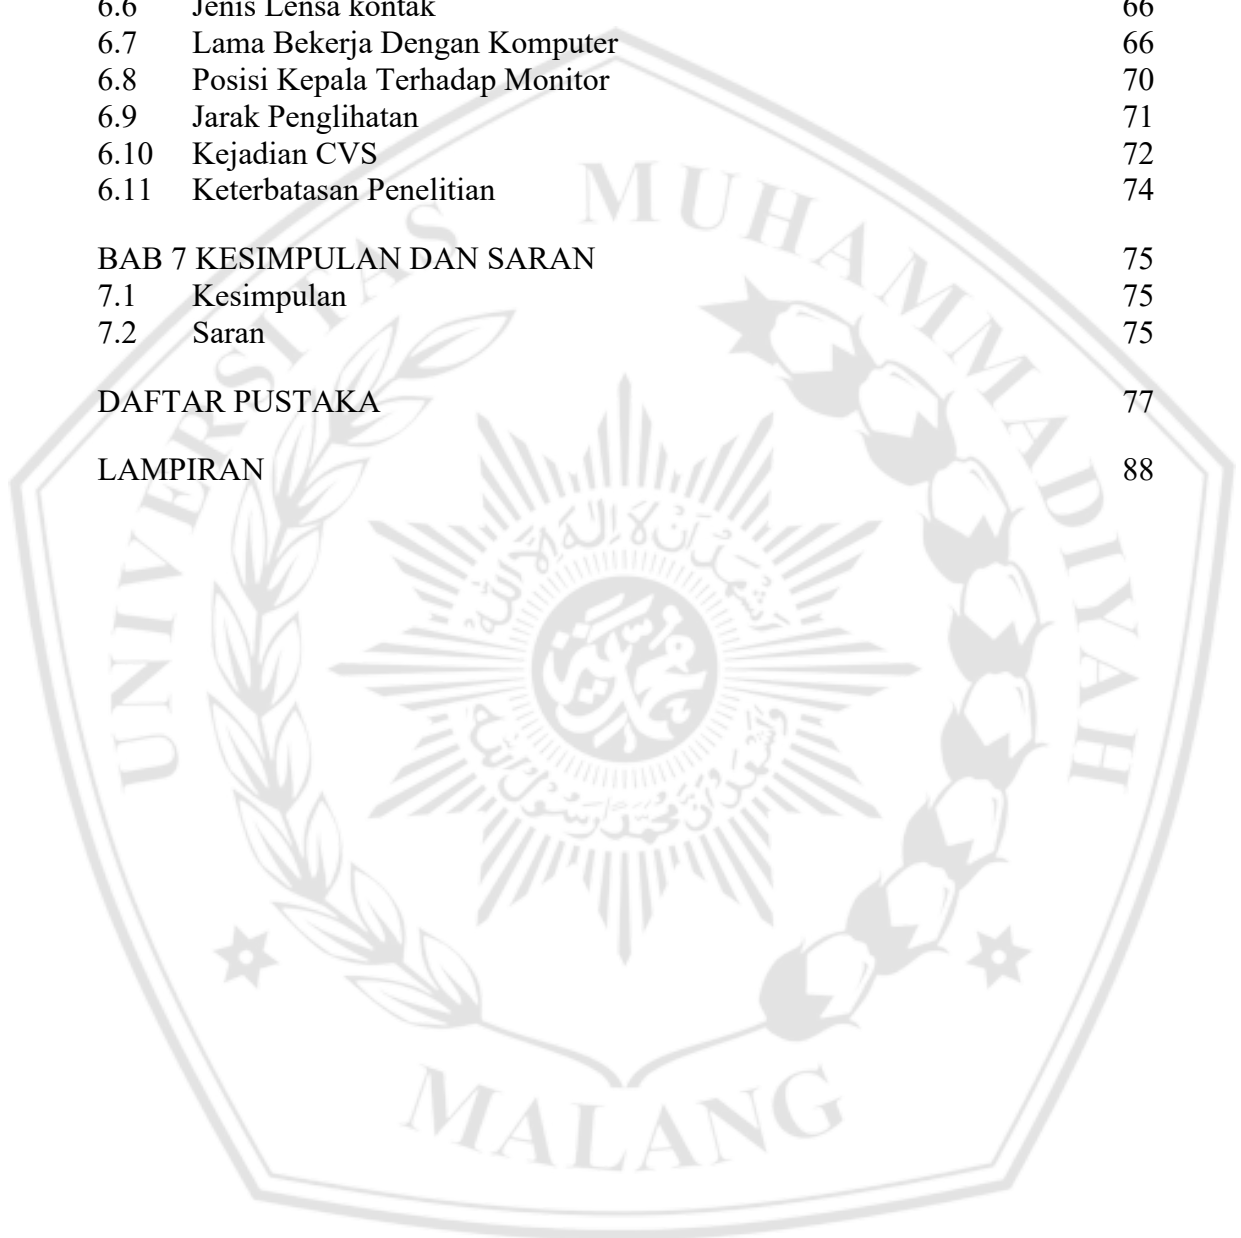 6.6 Jenis Lensa kontak 66
6.7 Lama Bekerja Dengan Komputer 66
6.8 Posisi Kepala Terhadap Monitor 70
6.9 Jarak Penglihatan 71
6.10 Kejadian CVS 72
6.11 Keterbatasan Penelitian 74
BAB 7 KESIMPULAN DAN SARAN 75
7.1 Kesimpulan 75
7.2 Saran 75
DAFTAR PUSTAKA 77
LAMPIRAN 88
UNIVERSITAS MUHAMMADIYAH
MALANG